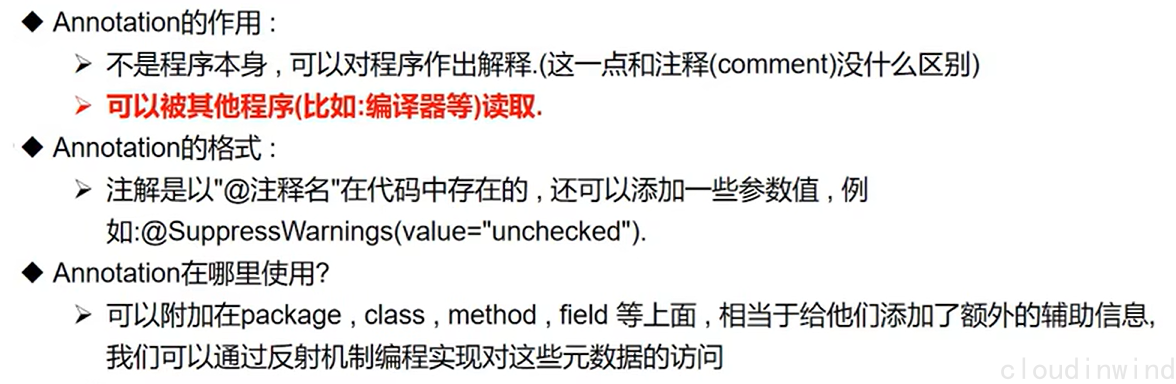 ◆ Annotation的作用 :
➢ 不是程序本身 , 可以对程序作出解释.(这一点和注释(comment)没什么区别)
➢ 可以被其他程序(比如:编译器等)读取.
◆ Annotation的格式 :
➢ 注解是以"@注释名"在代码中存在的 , 还可以添加一些参数值 , 例
如:@SuppressWarnings(value="unchecked").
◆ Annotation在哪里使用?
➢ 可以附加在package , class , method , field 等上面 , 相当于给他们添加了额外的辅助信息,
我们可以通过反射机制编程实现对这些元数据的访问
cloudinwind